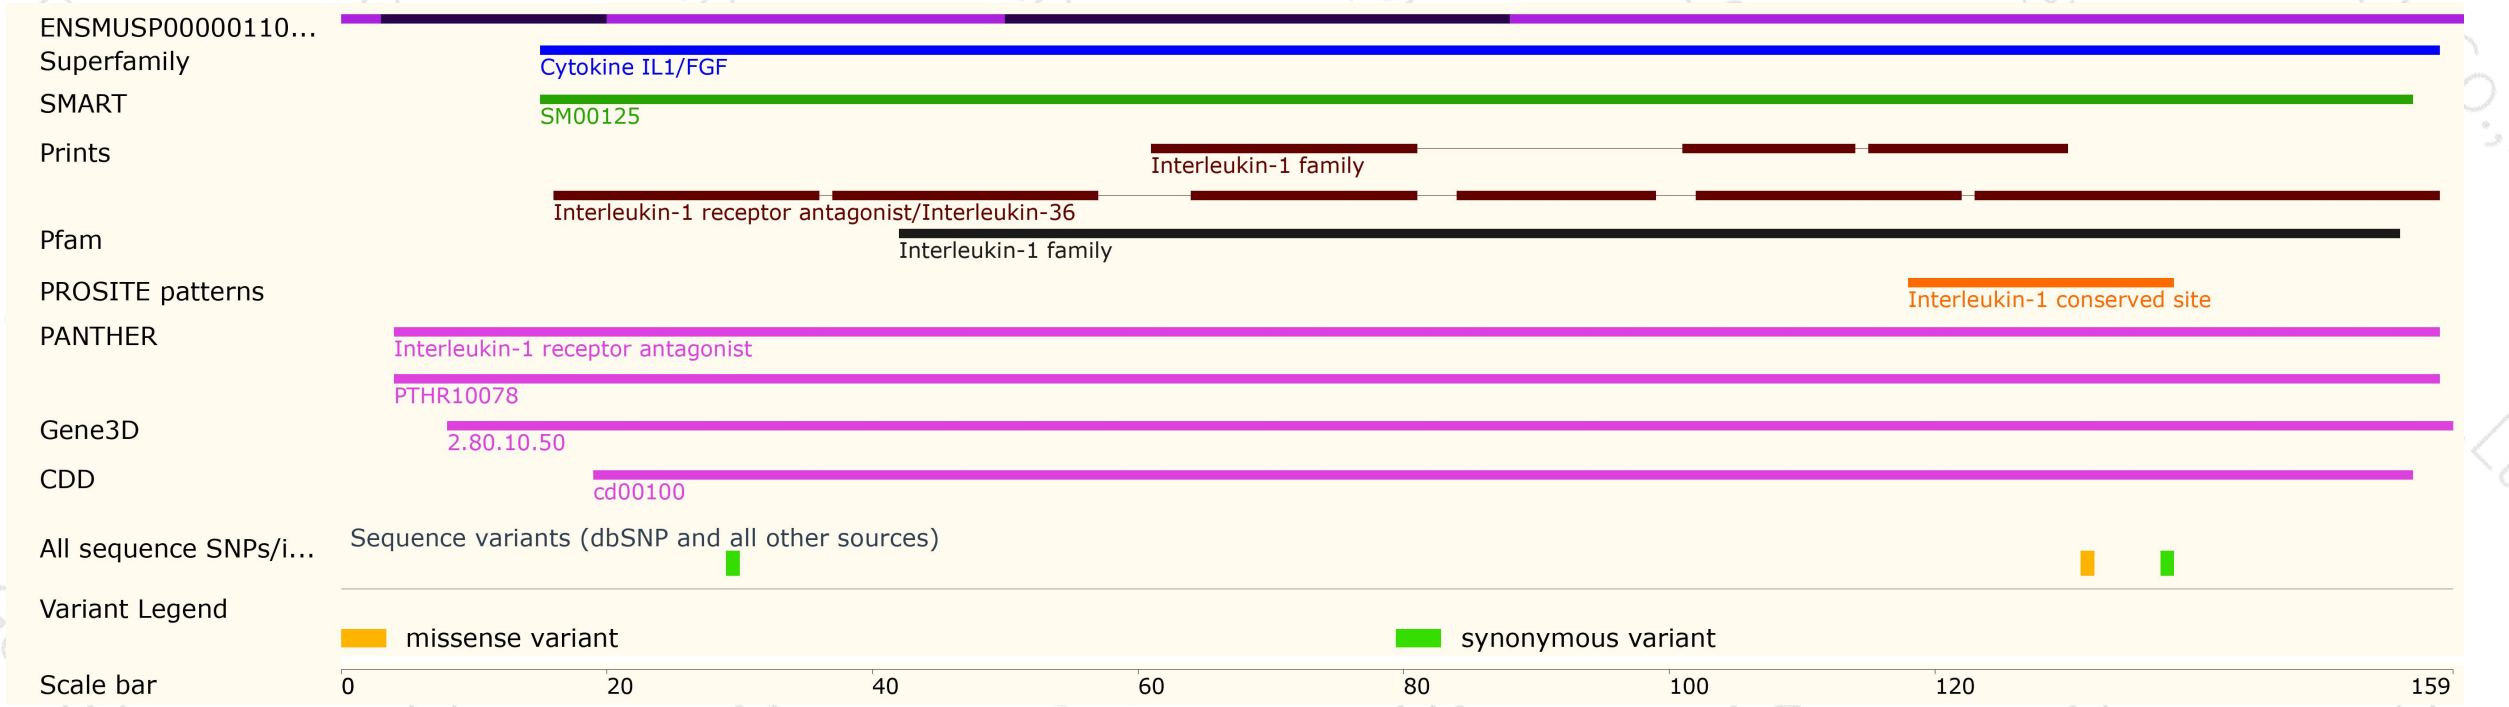 ENSMUSP00000110...
Superfamily
Cytokine IL1/FGF
SMART
SM00125
Prints
Interleukin-1 family
Interleukin-1 receptor antagonist/Interleukin-36
Pfam
Interleukin-1 family
PROSITE patterns
Interleukin-1 conserved site
PANTHER
Interleukin-1 receptor antagonist
PTHR10078
Gene3D
2.80.10.50
CDD
cd00100
All sequence SNPs/i...
Sequence variants (dbSNP and all other sources)
Variant Legend
missense variant synonymous variant
Scale bar 0 20 40 60 80 100 120 159